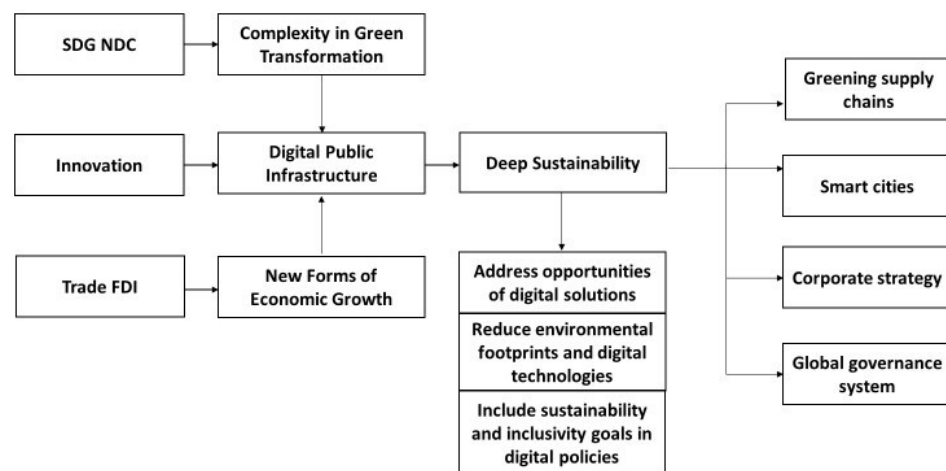 SDG NDC
Complexity in Green
Transformation
Greening supply
chains
Innovation
Digital Public
Infrastructure
Deep Sustainability
Smart cities
Trade FDI
New Forms of
Economic Growth
Address opportunities
of digital solutions
Reduce environmental
footprints and digital
technologies
Include sustainability
and inclusivity goals in
digital policies
Corporate strategy
Global governance
system